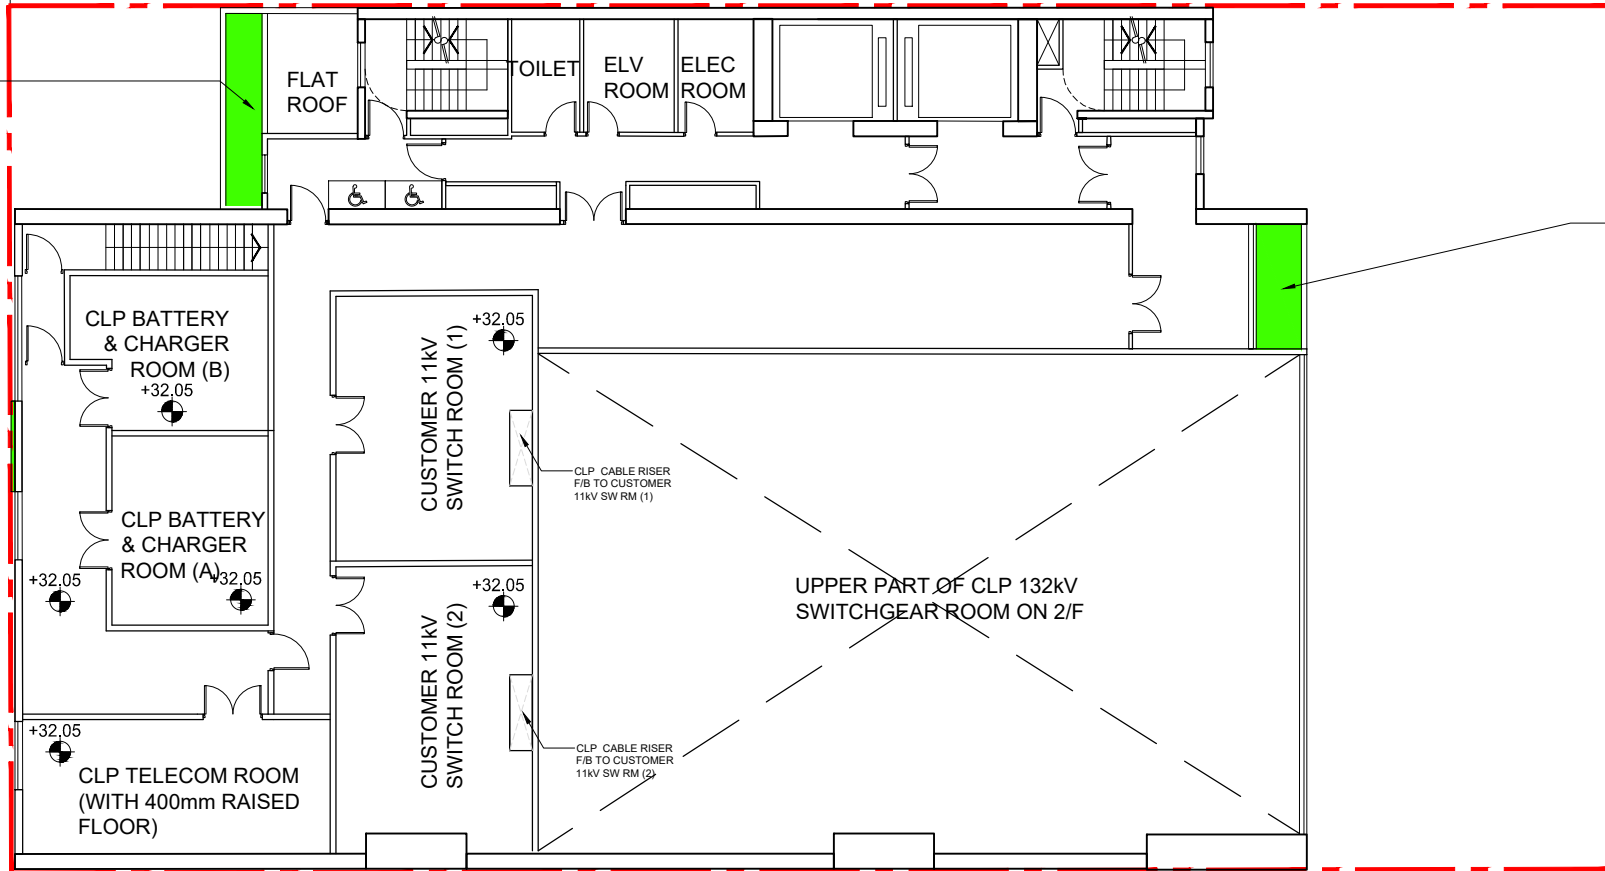 FLAT
ROOF
TOILET
ELV
ROOM
ELEC
ROOM
CLP BATTERY
& CHARGER
ROOM (B)
+32.05
CUSTOMER 11kV
SWITCH ROOM (1)
+32.05
CLP CABLE RISER
F/B TO CUSTOMER
11kV SW RM (1)
CLP BATTERY
& CHARGER
ROOM (A)
+32.05
+32.05
CUSTOMER 11kV
SWITCH ROOM (2)
+32.05
UPPER PART OF CLP 132kV
SWITCHGEAR ROOM ON 2/F
CLP CABLE RISER
F/B TO CUSTOMER
11kV SW RM (2)
+32.05
CLP TELECOM ROOM
(WITH 400mm RAISED
FLOOR)